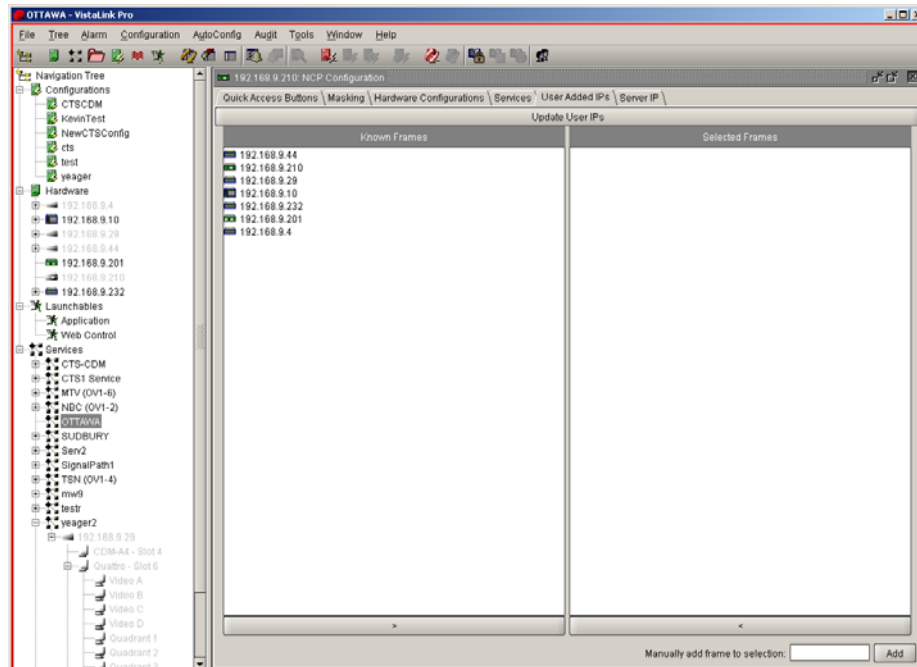 OTTAWA - VistaLink Pro
File Tree Alarm Configuration AutoConfig Audit Tools Window Help
Navigation Tree
Configurations
CTSCDM
KevinTest
NewCTSConfig
cts
test
yeager
Hardware
192.168.9.4
192.168.9.10
192.168.9.29
192.168.9.44
192.168.9.201
192.168.9.210
192.168.9.232
Launchables
Application
Web Control
Services
CTS-CDM
CTS1 Service
MTV (OV1-6)
NBC (OV1-2)
OTTAWA
SUDBURY
Serv2
SignalPath1
TSN (OV1-4)
mw9
testr
yeager2
192.168.9.29
CDM-A4 - Slot 4
Quattro - Slot 6
Video A
Video B
Video C
Video D
Quadrant 1
Quadrant 2
192.168.9.210: NCP Configuration
Quick Access Buttons Masking Hardware Configurations Services User Added IPs Server IP
Update User IPs
Known Frames
192.168.9.44
192.168.9.210
192.168.9.29
192.168.9.10
192.168.9.232
192.168.9.201
192.168.9.4
>
Selected Frames
<
Manually add frame to selection: Add